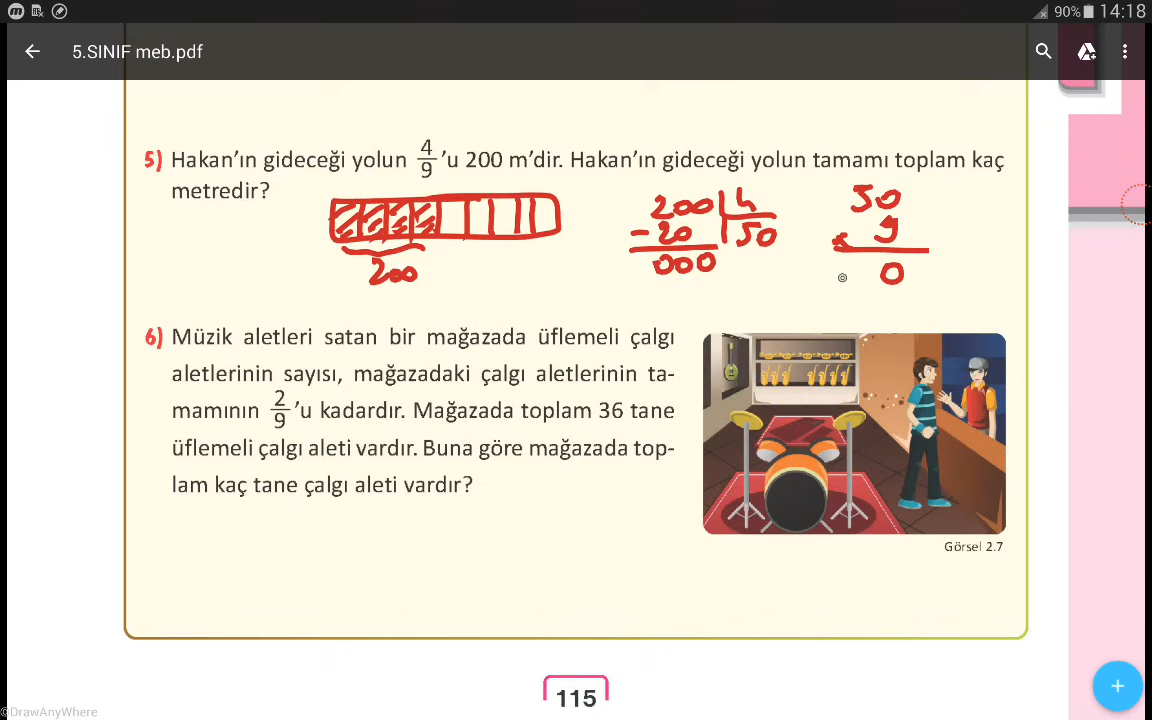 90% 14:18
5.SINIF meb.pdf
5) Hakan'ın gideceği yolun 4/9 'u 200 m'dir. Hakan'ın gideceği yolun tamamı toplam kaç
metredir?
200
200 4
- 20 50
000
50
x 9
0
6) Müzik aletleri satan bir mağazada üflemeli çalgı
aletlerinin sayısı, mağazadaki çalgı aletlerinin ta-
mamının 2/9 'u kadardır. Mağazada toplam 36 tane
üflemeli çalgı aleti vardır. Buna göre mağazada top-
lam kaç tane çalgı aleti vardır?
Görsel 2.7
115
©DrawAnyWhere